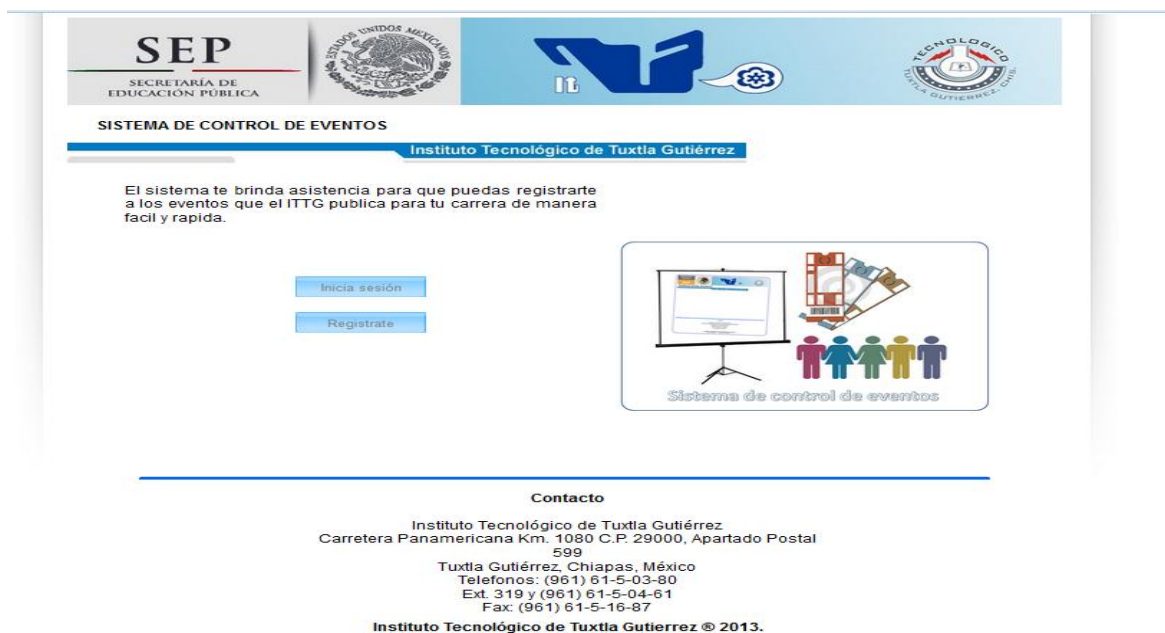 SEP
SECRETARÍA DE
EDUCACIÓN PÚBLICA
ESTADOS UNIDOS MEXICANOS
TECNOLOGICO
TUXTLA GUTIERREZ, CHIS.
SISTEMA DE CONTROL DE EVENTOS
Instituto Tecnológico de Tuxtla Gutiérrez
El sistema te brinda asistencia para que puedas registrarte
a los eventos que el ITTG publica para tu carrera de manera
facil y rapida.
Inicia sesión
Registrate
Sistema de control de eventos
Contacto
Instituto Tecnológico de Tuxtla Gutiérrez
Carretera Panamericana Km. 1080 C.P. 29000, Apartado Postal
599
Tuxtla Gutiérrez, Chiapas, México
Telefonos: (961) 61-5-03-80
Ext. 319 y (961) 61-5-04-61
Fax: (961) 61-5-16-87
Instituto Tecnológico de Tuxtla Gutierrez ® 2013.